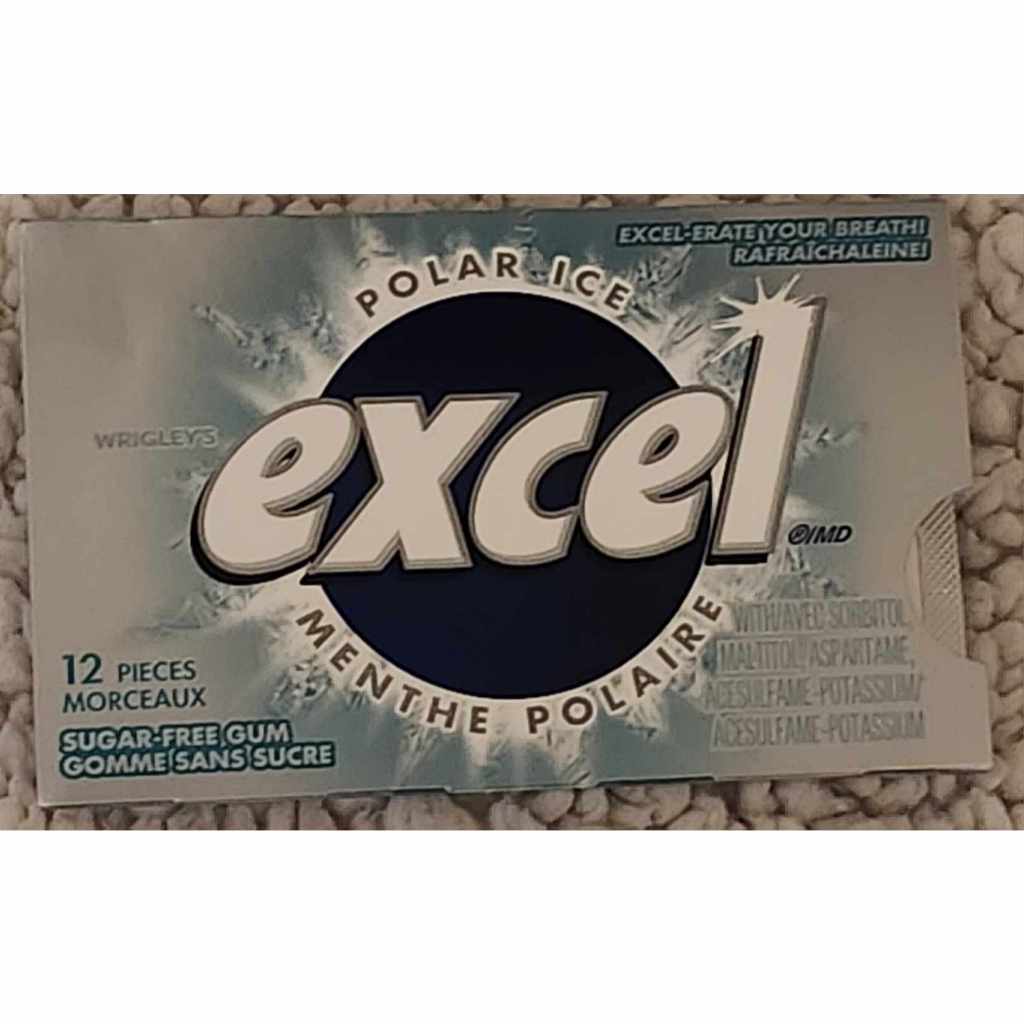 EXCEL-ERATE YOUR BREATH!
RAFRAÎCHALEINE!
POLAR ICE
WRIGLEY'S
excel
®/MD
MENTHE POLAIRE
12 PIECES
MORCEAUX
SUGAR-FREE GUM
GOMME SANS SUCRE
WITH/AVEC SORBITOL,
MALTITOL, ASPARTAME,
ACESULFAME-POTASSIUM/
/ACÉSULFAME-POTASSIUM